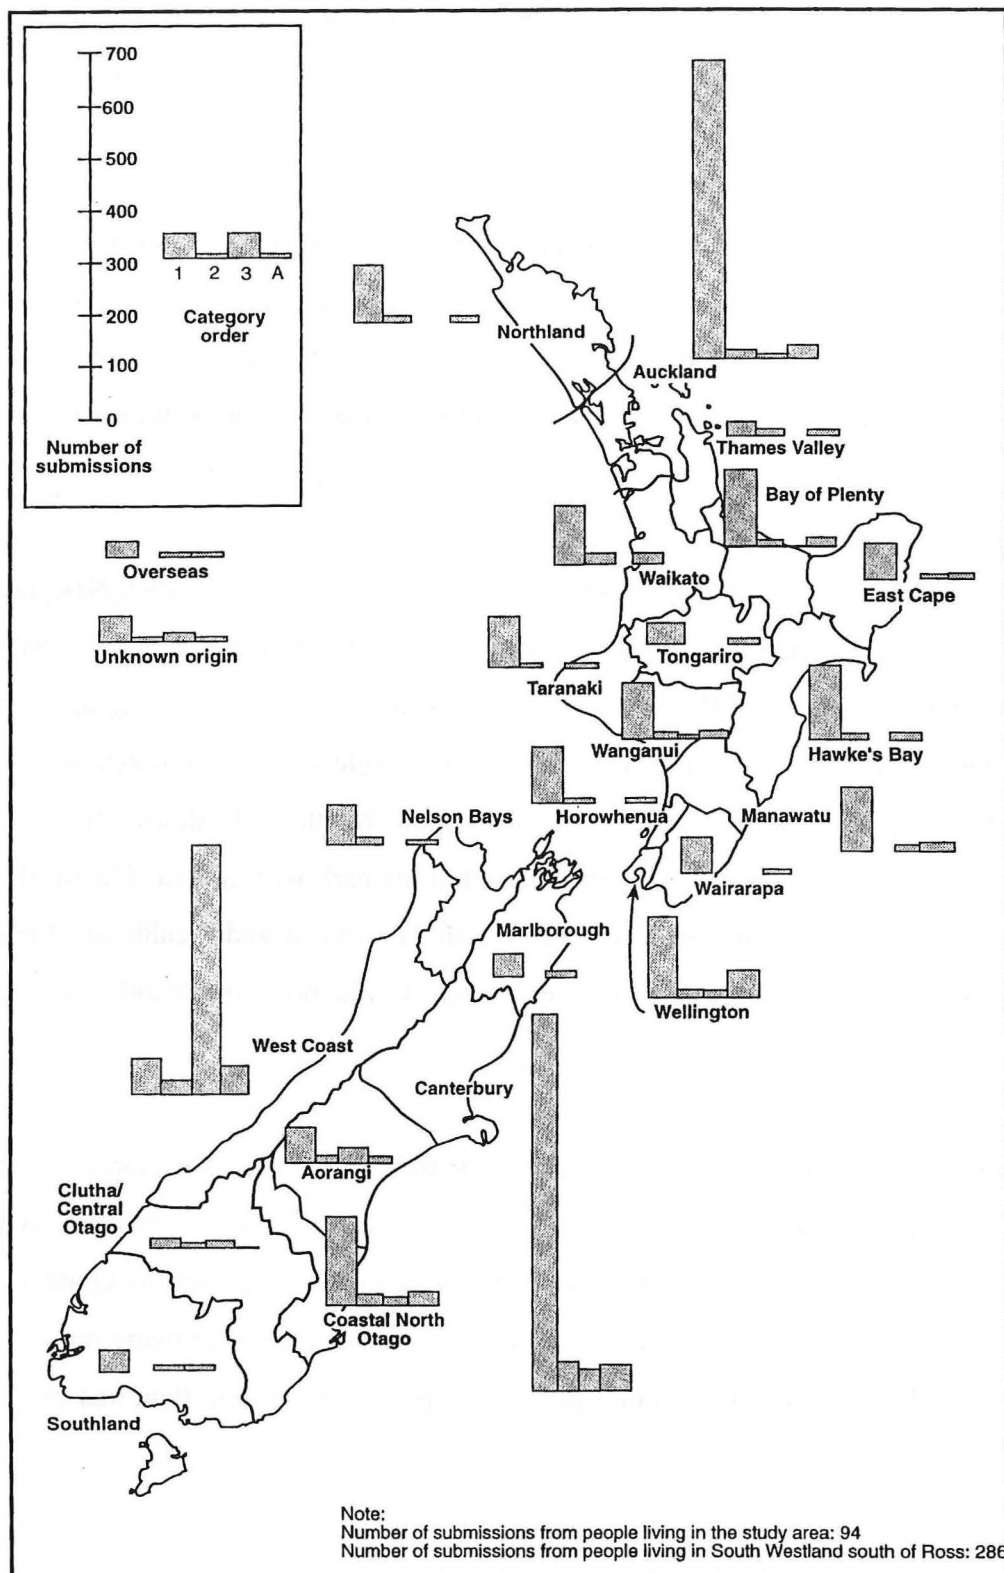 700
600
500
400
300
200
100
0
1 2 3 A
Category
order
Number of
submissions
Northland
Auckland
Thames Valley
Bay of Plenty
Overseas
Waikato
East Cape
Unknown origin
Tongariro
Taranaki
Wanganui
Hawke's Bay
Nelson Bays
Horowhenua
Manawatu
Wairarapa
Marlborough
Wellington
West Coast
Canterbury
Aorangi
Clutha/
Central
Otago
Coastal North
Otago
Southland
Note:
Number of submissions from people living in the study area: 94
Number of submissions from people living in South Westland south of Ross: 286